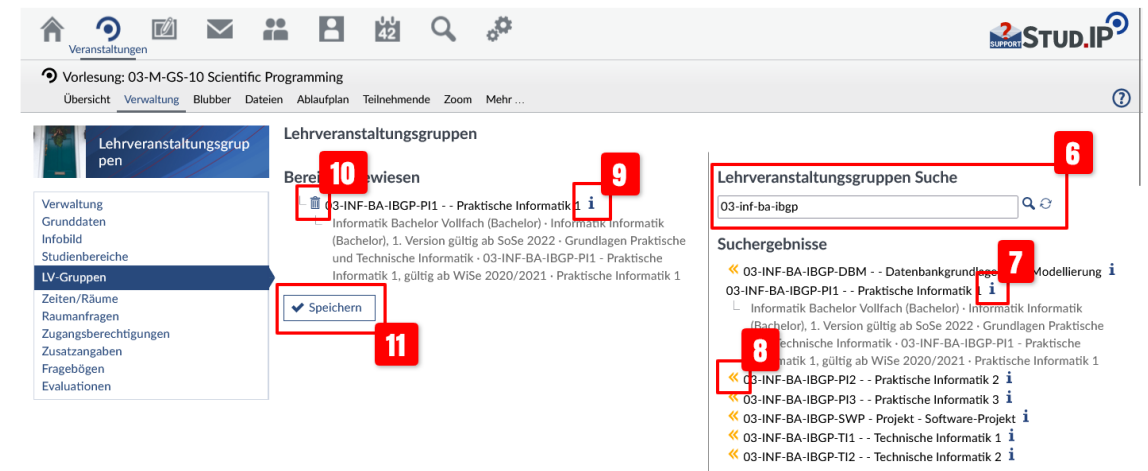 42
Veranstaltungen
? SUPPORT STUD.IP
Vorlesung: 03-M-GS-10 Scientific Programming
Übersicht Verwaltung Blubber Dateien Ablaufplan Teilnehmende Zoom Mehr ...
?
Lehrveranstaltungsgrup
pen
Verwaltung
Grunddaten
Infobild
Studienbereiche
LV-Gruppen
Zeiten/Räume
Raumanfragen
Zugangsberechtigungen
Zusatzangaben
Fragebögen
Evaluationen
Lehrveranstaltungsgruppen
10
9
Berei ewiesen
03-INF-BA-IBGP-PI1 - - Praktische Informatik 1 i
Informatik Bachelor Vollfach (Bachelor) · Informatik Informatik
(Bachelor), 1. Version gültig ab SoSe 2022 · Grundlagen Praktische
und Technische Informatik · 03-INF-BA-IBGP-PI1 - Praktische
Informatik 1, gültig ab WiSe 2020/2021 · Praktische Informatik 1
Speichern
11
6
Lehrveranstaltungsgruppen Suche
03-inf-ba-ibgp
Suchergebnisse
7
« 03-INF-BA-IBGP-DBM - - Datenbankgrundlage Modellierung i
03-INF-BA-IBGP-PI1 - - Praktische Informatik 1 i
Informatik Bachelor Vollfach (Bachelor) · Informatik Informatik
(Bachelor), 1. Version gültig ab SoSe 2022 · Grundlagen Praktische
Technische Informatik · 03-INF-BA-IBGP-PI1 - Praktische
8
matik 1, gültig ab WiSe 2020/2021 · Praktische Informatik 1
« 03-INF-BA-IBGP-PI2 - - Praktische Informatik 2 i
« 03-INF-BA-IBGP-PI3 - - Praktische Informatik 3 i
« 03-INF-BA-IBGP-SWP - Projekt - Software-Projekt i
« 03-INF-BA-IBGP-TI1 - - Technische Informatik 1 i
« 03-INF-BA-IBGP-TI2 - - Technische Informatik 2 i